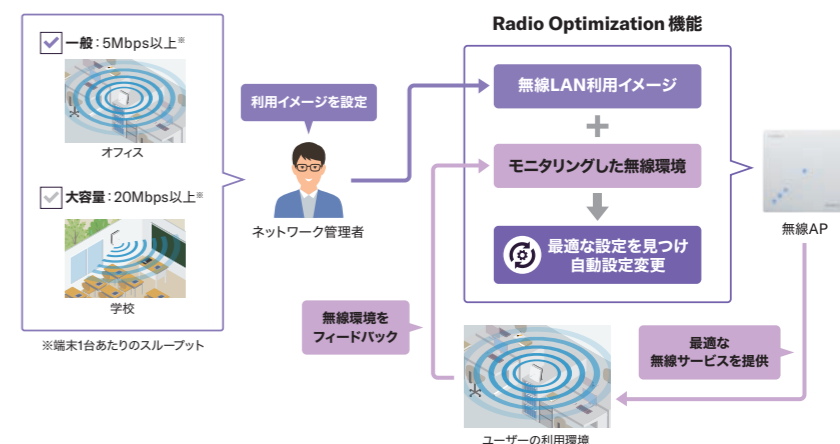 Radio Optimization 機能
一般：5Mbps以上※
オフィス
大容量：20Mbps以上※
学校
※端末1台あたりのスループット
利用イメージを設定
ネットワーク管理者
無線LAN利用イメージ
+
モニタリングした無線環境
最適な設定を見つけ
自動設定変更
無線AP
無線環境を
フィードバック
最適な
無線サービスを提供
ユーザーの利用環境